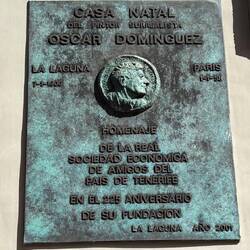 CASA NATAL
DEL PINTOR SURREALISTA
OSCAR DOMINGUEZ
LA LAGUNA PARIS
HOMENAJE
DE LA REAL
SOCIEDAD ECONOMICA
DE AMIGOS DEL
PAIS DE TENERIFE
EN EL 225 ANIVERSARIO
DE SU FUNDACION
LA LAGUNA AÑO 2001